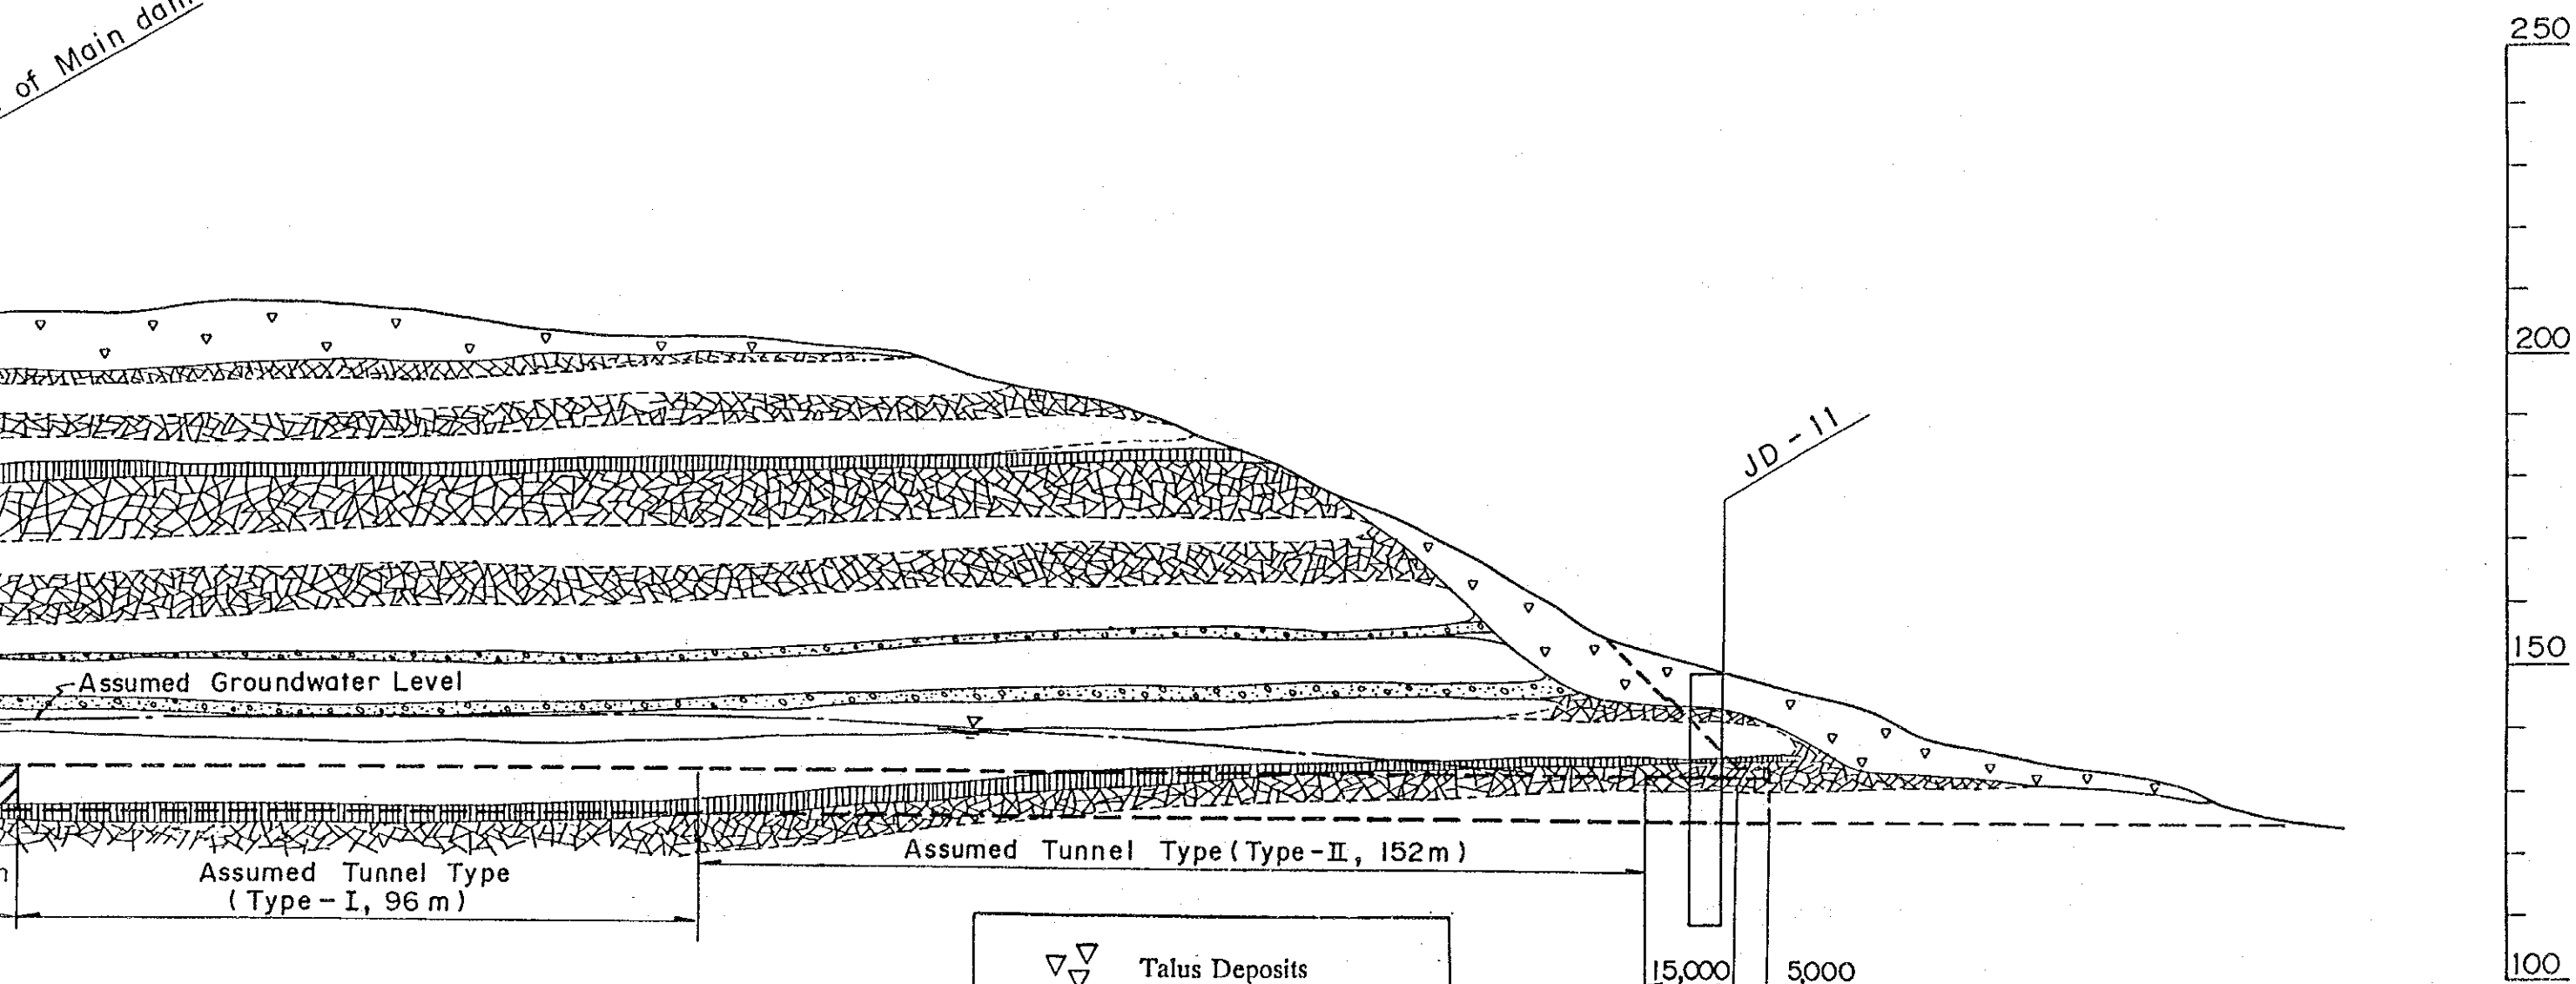 of Main dam
250
200
JD-11
150
Assumed Groundwater Level
Assumed Tunnel Type (Type-II, 152m)
Assumed Tunnel Type
(Type-I, 96 m)
Talus Deposits
15,000
5,000
100